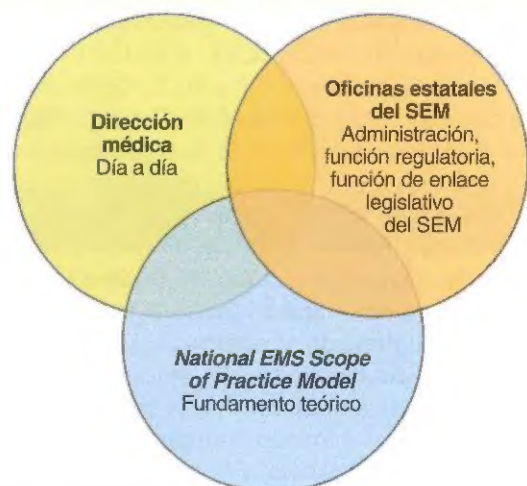 Dirección
médica
Día a día
Oficinas estatales
del SEM
Administración,
función regulatoria,
función de enlace
legislativo
del SEM
National EMS Scope
of Practice Model
Fundamento teórico